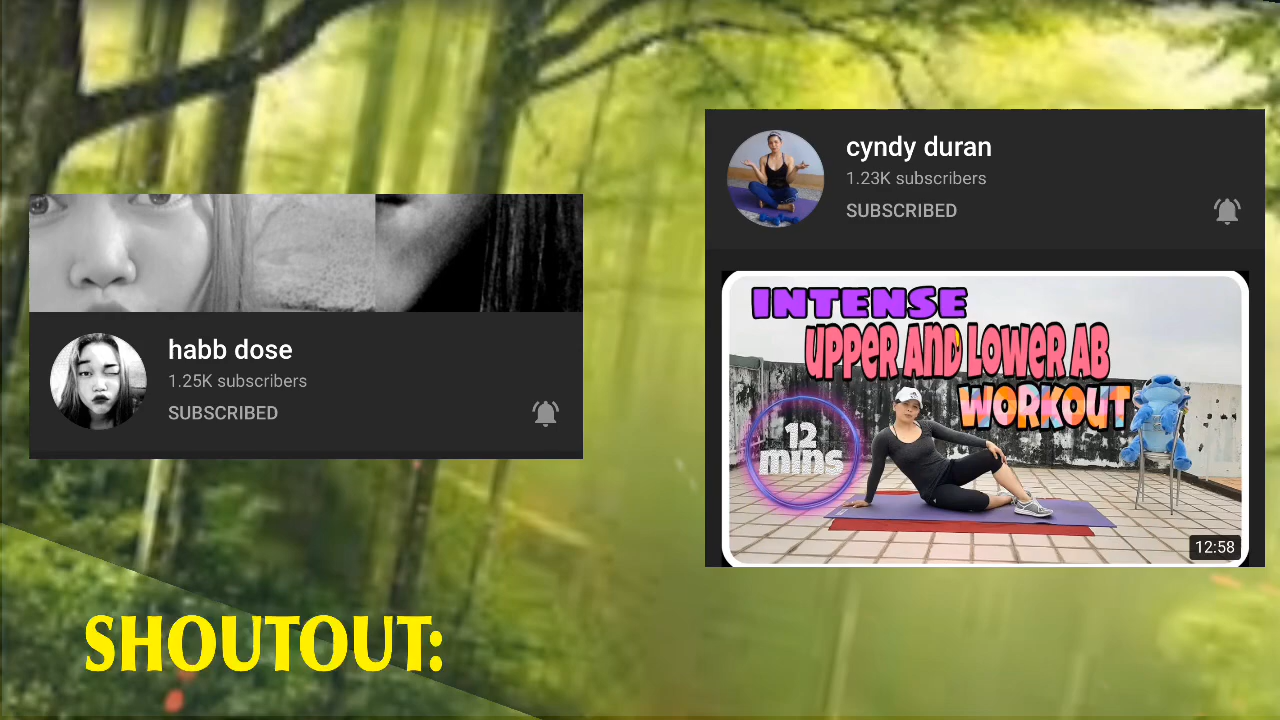 habb dose
1.25K subscribers
SUBSCRIBED
cyndy duran
1.23K subscribers
SUBSCRIBED
INTENSE
UPPER AND LOWER AB
WORKOUT
12
mins
12:58
SHOUTOUT: